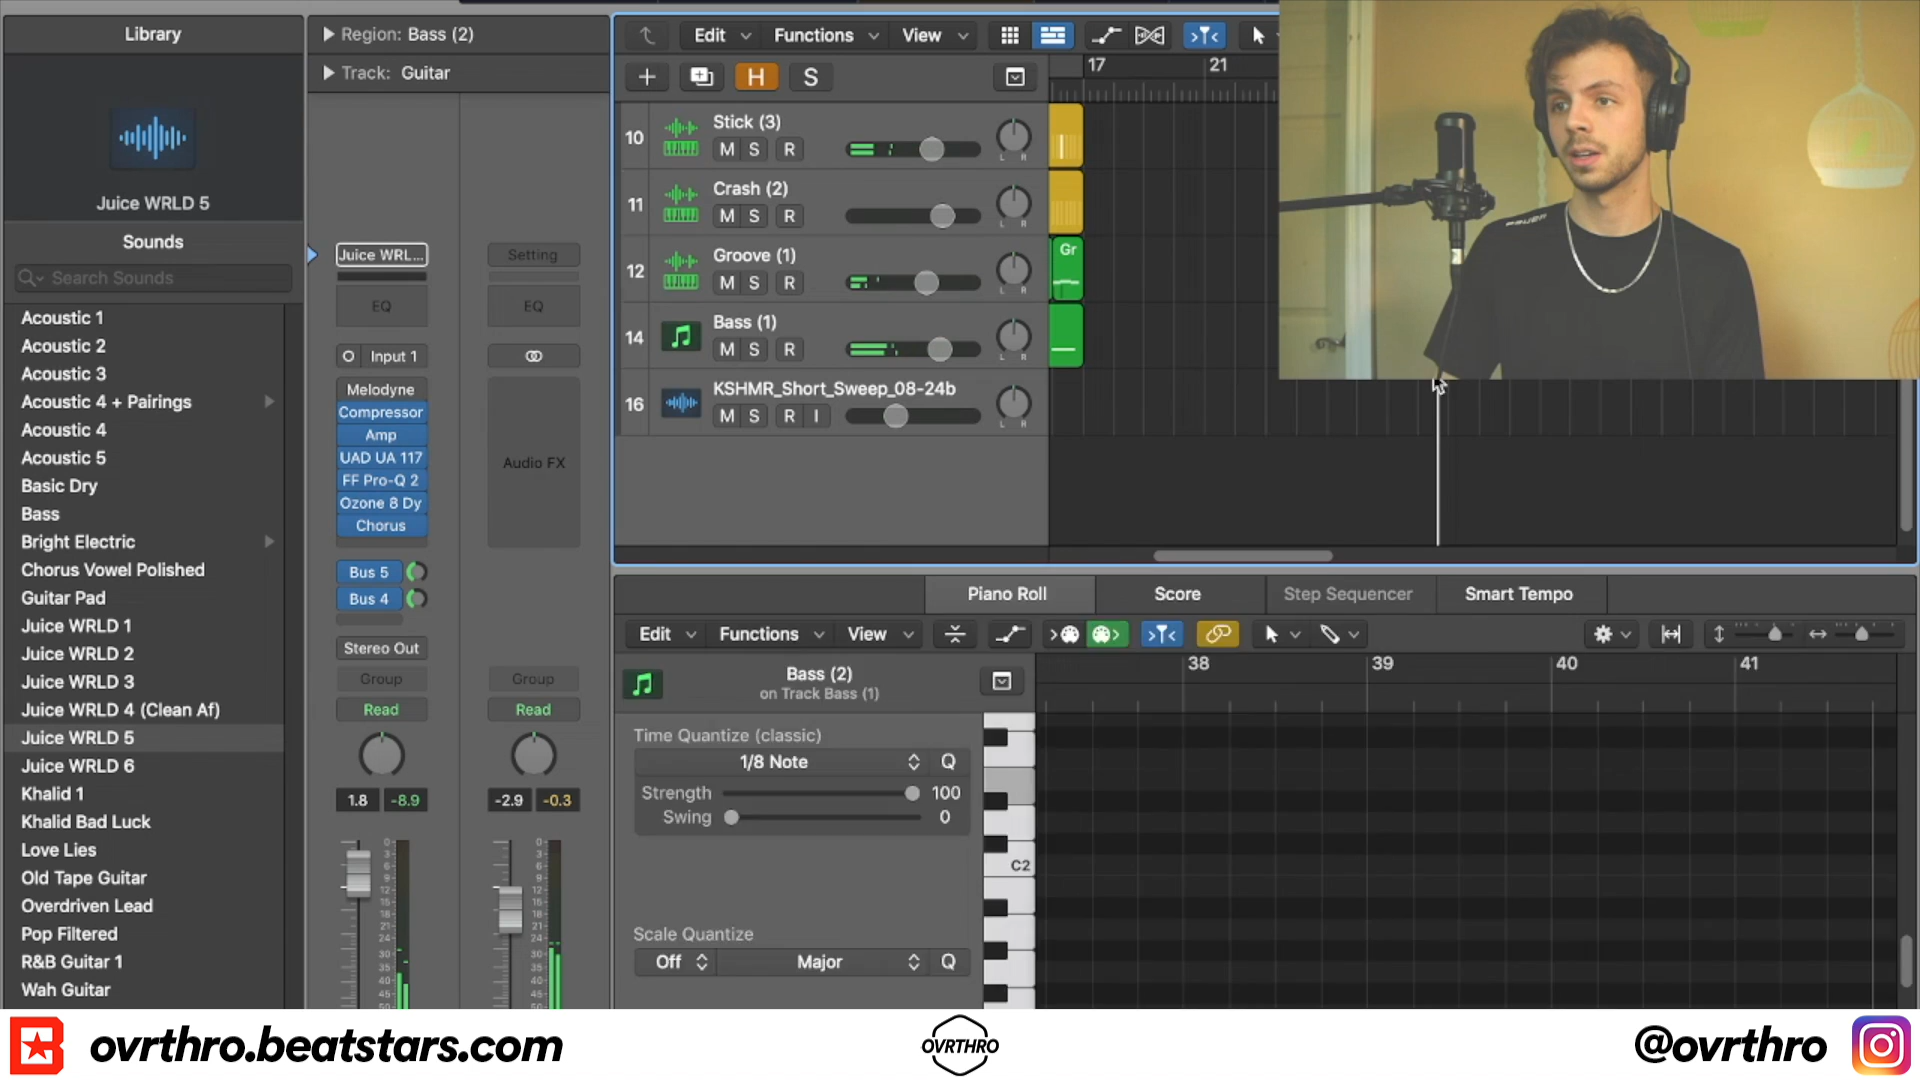 Library
Juice WRLD 5
Sounds
Search Sounds
Acoustic 1
Acoustic 2
Acoustic 3
Acoustic 4 + Pairings
Acoustic 4
Acoustic 5
Basic Dry
Bass
Bright Electric
Chorus Vowel Polished
Guitar Pad
Juice WRLD 1
Juice WRLD 2
Juice WRLD 3
Juice WRLD 4 (Clean Af)
Juice WRLD 5
Juice WRLD 6
Khalid 1
Khalid Bad Luck
Love Lies
Old Tape Guitar
Overdriven Lead
Pop Filtered
R&B Guitar 1
Wah Guitar
Region: Bass (2)
Track: Guitar
Juice WRL... Setting
EQ EQ
Input 1
Melodyne
Compressor
Amp
UAD UA 117
FF Pro-Q 2
Ozone 8 Dy
Chorus
Audio FX
Bus 5
Bus 4
Stereo Out
Group Group
Read Read
1.8 -8.9 -2.9 -0.3
Edit Functions View
H S
17 21
10 Stick (3)
M S R
L R
11 Crash (2)
M S R
L R
12 Groove (1)
M S R
L R
Gr
14 Bass (1)
M S R
L R
16 KSHMR_Short_Sweep_08-24b
M S R I
L R
Piano Roll Score Step Sequencer Smart Tempo
Edit Functions View
Bass (2)
on Track Bass (1)
38 39 40 41
Time Quantize (classic)
1/8 Note Q
Strength 100
Swing 0
C2
Scale Quantize
Off Major Q
ovrthro.beatstars.com
OVRTHRO
@ovrthro